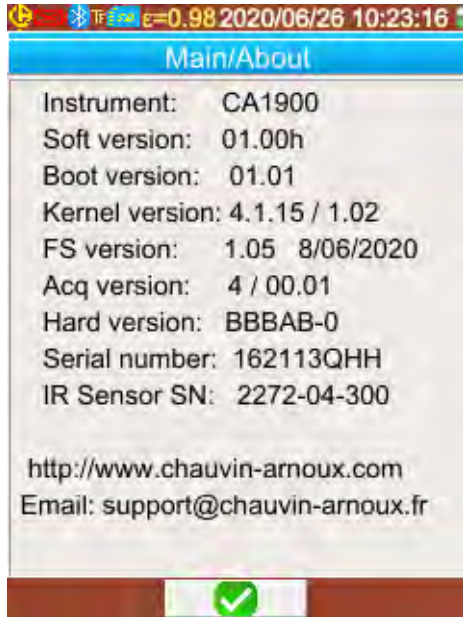 ε=0.98 2020/06/26 10:23:16
Main/About
Instrument: CA1900
Soft version: 01.00h
Boot version: 01.01
Kernel version: 4.1.15 / 1.02
FS version: 1.05 8/06/2020
Acq version: 4 / 00.01
Hard version: BBBAB-0
Serial number: 162113QHH
IR Sensor SN: 2272-04-300
http://www.chauvin-arnoux.com
Email: support@chauvin-arnoux.fr